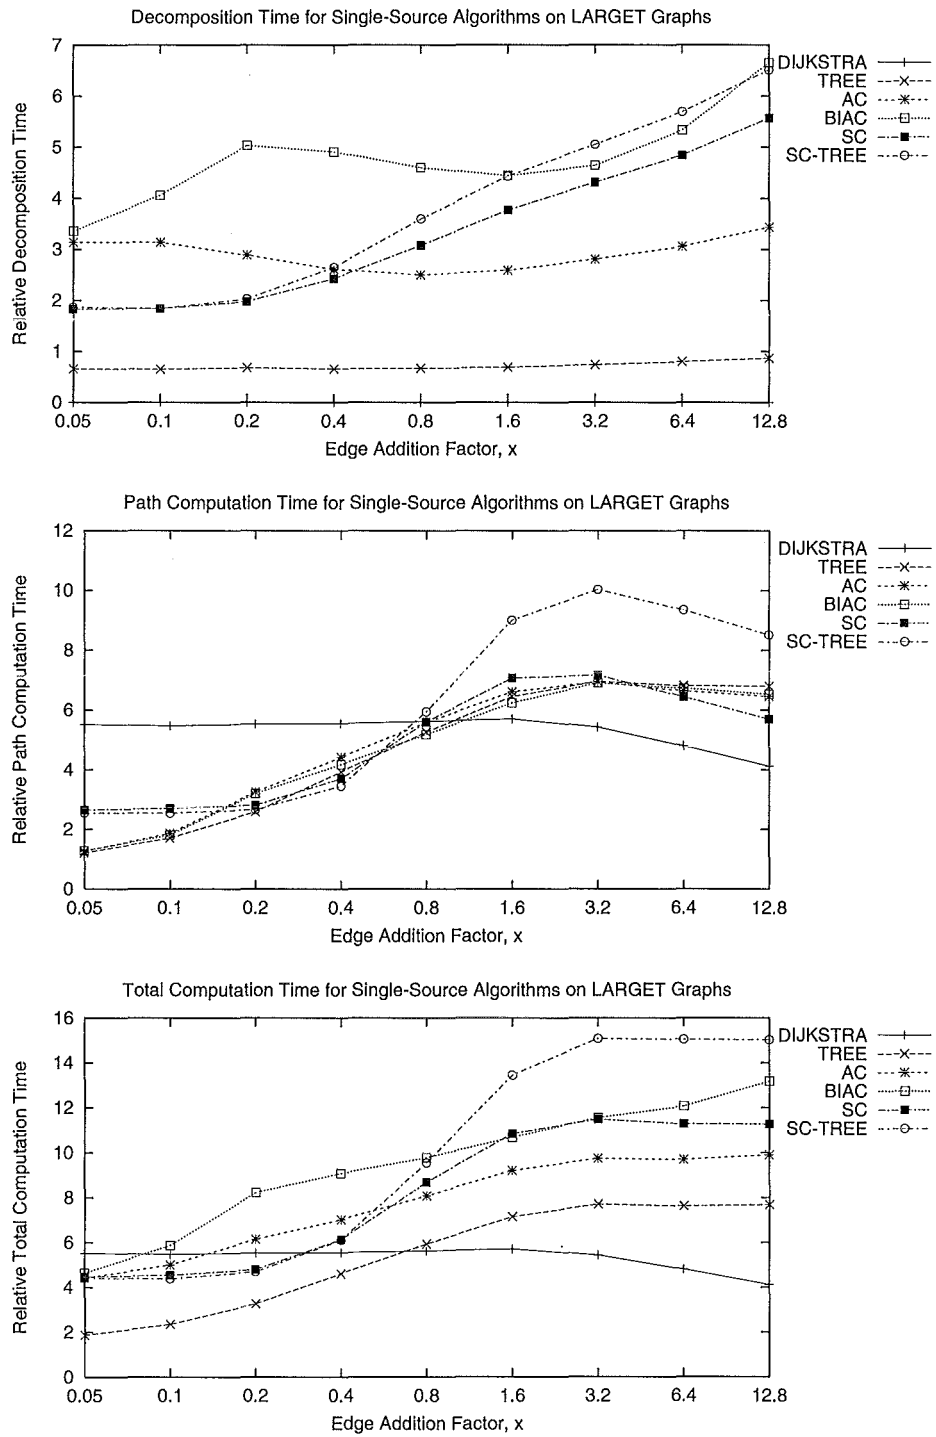 Decomposition Time for Single-Source Algorithms on LARGET Graphs
7
6
5
4
3
2
1
0
Relative Decomposition Time
0.05 0.1 0.2 0.4 0.8 1.6 3.2 6.4 12.8
Edge Addition Factor, x
DIJKSTRA
TREE
AC
BIAC
SC
SC-TREE
Path Computation Time for Single-Source Algorithms on LARGET Graphs
12
10
8
6
4
2
0
Relative Path Computation Time
0.05 0.1 0.2 0.4 0.8 1.6 3.2 6.4 12.8
Edge Addition Factor, x
DIJKSTRA
TREE
AC
BIAC
SC
SC-TREE
Total Computation Time for Single-Source Algorithms on LARGET Graphs
16
14
12
10
8
6
4
2
0
Relative Total Computation Time
0.05 0.1 0.2 0.4 0.8 1.6 3.2 6.4 12.8
Edge Addition Factor, x
DIJKSTRA
TREE
AC
BIAC
SC
SC-TREE